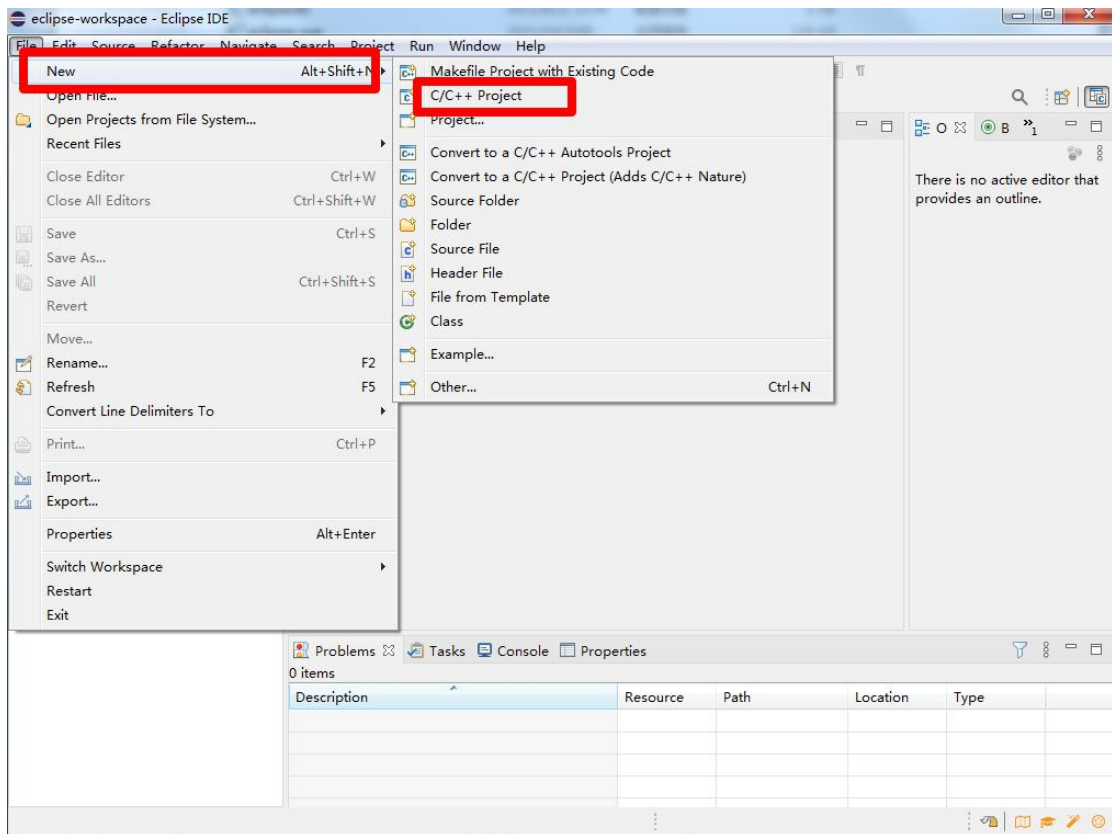 eclipse-workspace - Eclipse IDE
File Edit Source Refactor Navigate Search Project Run Window Help
New Alt+Shift+N
Open File...
Open Projects from File System...
Recent Files
Close Editor Ctrl+W
Close All Editors Ctrl+Shift+W
Save Ctrl+S
Save As...
Save All Ctrl+Shift+S
Revert
Move...
Rename... F2
Refresh F5
Convert Line Delimiters To
Print... Ctrl+P
Import...
Export...
Properties Alt+Enter
Switch Workspace
Restart
Exit
Makefile Project with Existing Code
C/C++ Project
Project...
Convert to a C/C++ Autotools Project
Convert to a C/C++ Project (Adds C/C++ Nature)
Source Folder
Folder
Source File
Header File
File from Template
Class
Example...
Other... Ctrl+N
O B »1
There is no active editor that
provides an outline.
Problems Tasks Console Properties
0 items
Description Resource Path Location Type